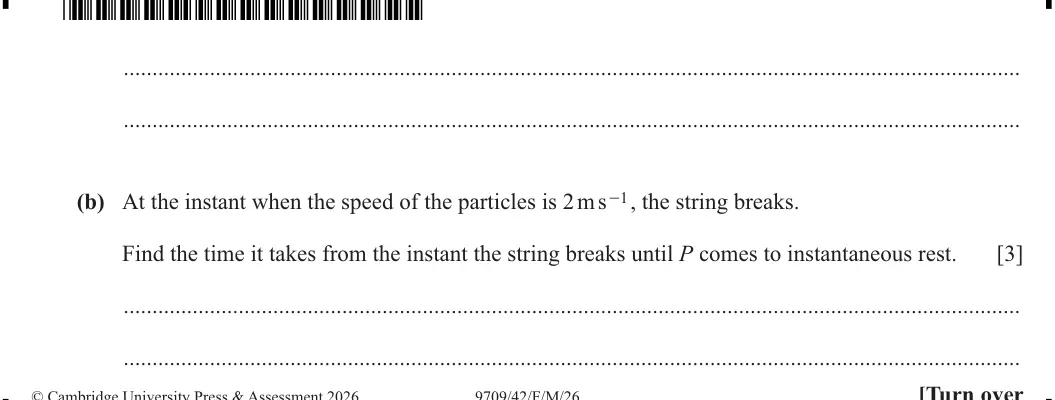 (b) At the instant when the speed of the particles is 2 m s⁻¹, the string breaks.
Find the time it takes from the instant the string breaks until P comes to instantaneous rest. [3]
© Cambridge University Press & Assessment 2026 9709/42/F/M/26 [Turn over